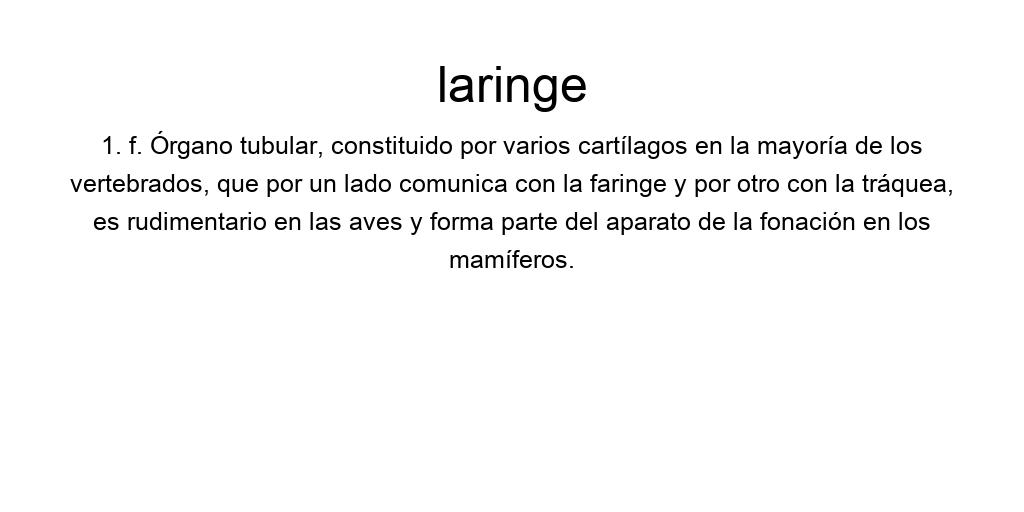 laringe
1. f. Órgano tubular, constituido por varios cartílagos en la mayoría de los
vertebrados, que por un lado comunica con la faringe y por otro con la tráquea,
es rudimentario en las aves y forma parte del aparato de la fonación en los
mamíferos.